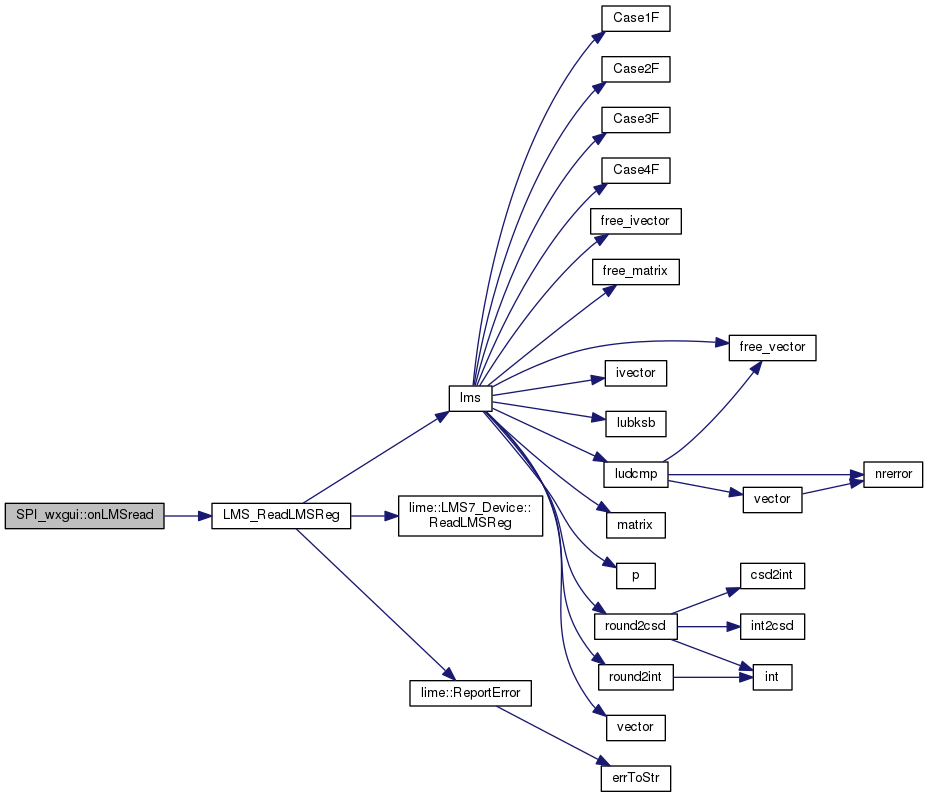 Case1F
Case2F
Case3F
Case4F
free_ivector
free_matrix
free_vector
ivector
lms
lubksb
ludcmp
nrerror
vector
SPI_wxgui::onLMSread
LMS_ReadLMSReg
lime::LMS7_Device::
ReadLMSReg
matrix
p
csd2int
round2csd
int2csd
round2int
int
lime::ReportError
vector
errToStr